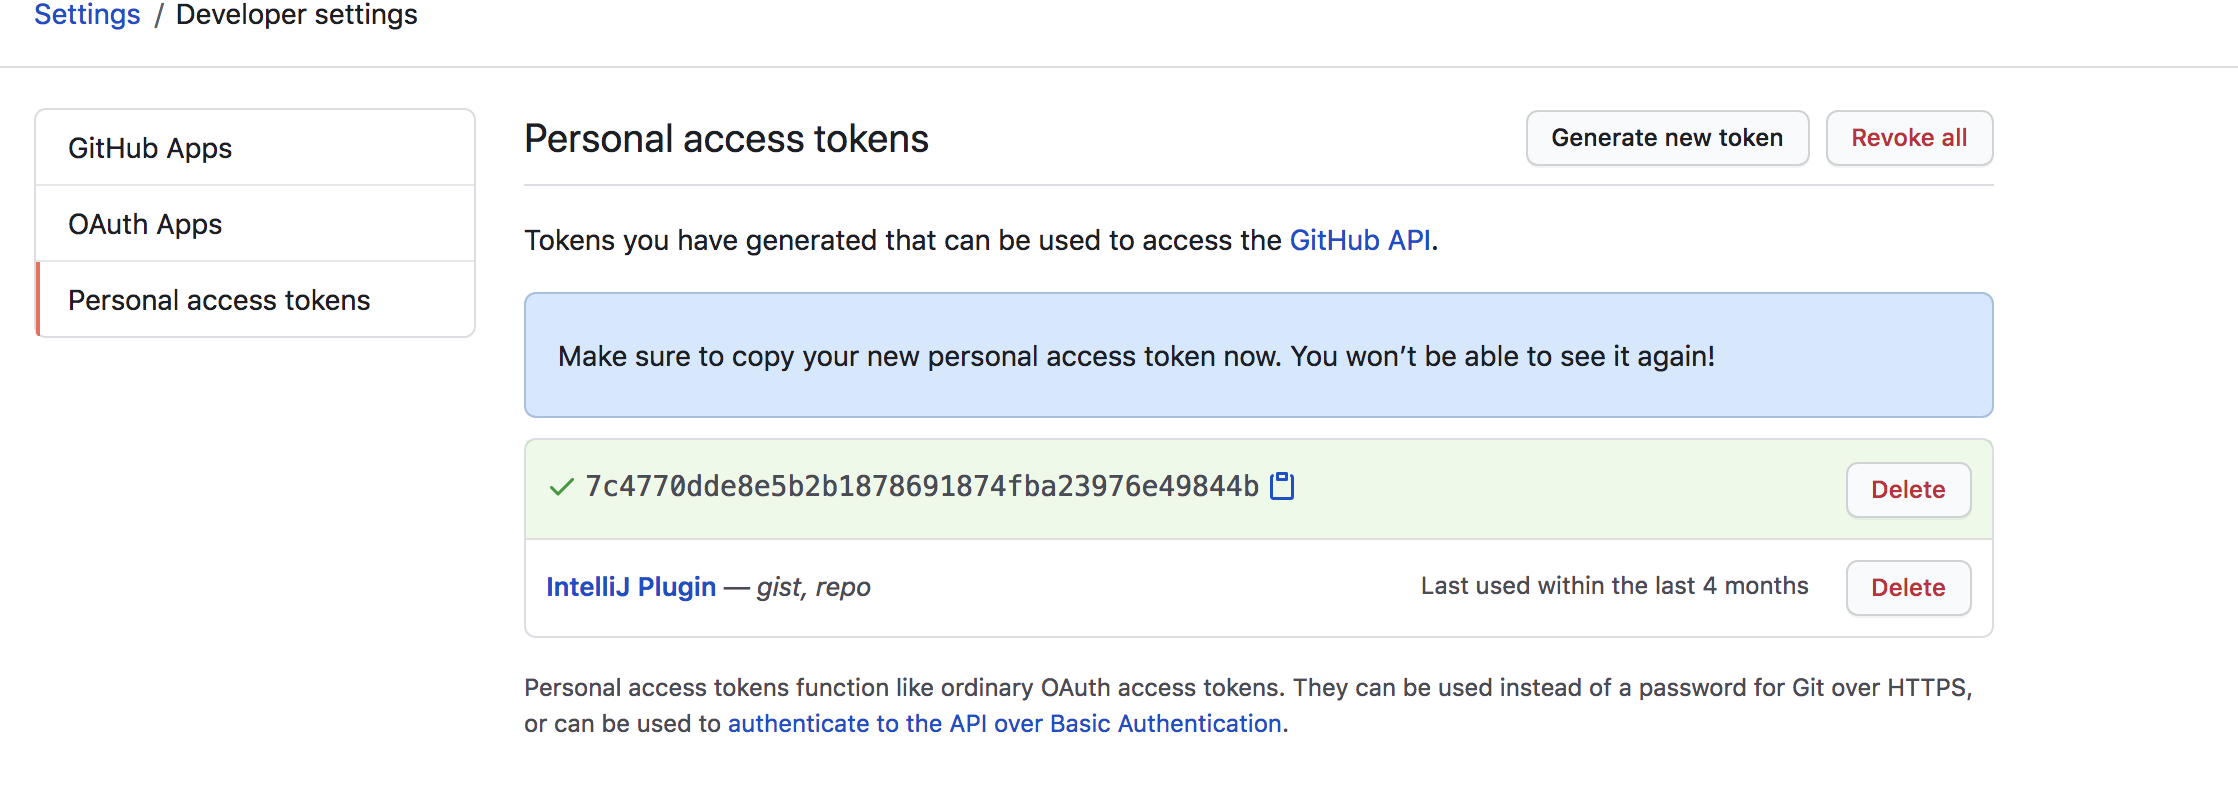 Settings / Developer settings
GitHub Apps
OAuth Apps
Personal access tokens
Personal access tokens
Generate new token
Revoke all
Tokens you have generated that can be used to access the GitHub API.
Make sure to copy your new personal access token now. You won’t be able to see it again!
7c4770dde8e5b2b1878691874fba23976e49844b
Delete
IntelliJ Plugin — gist, repo
Last used within the last 4 months
Delete
Personal access tokens function like ordinary OAuth access tokens. They can be used instead of a password for Git over HTTPS,
or can be used to authenticate to the API over Basic Authentication.